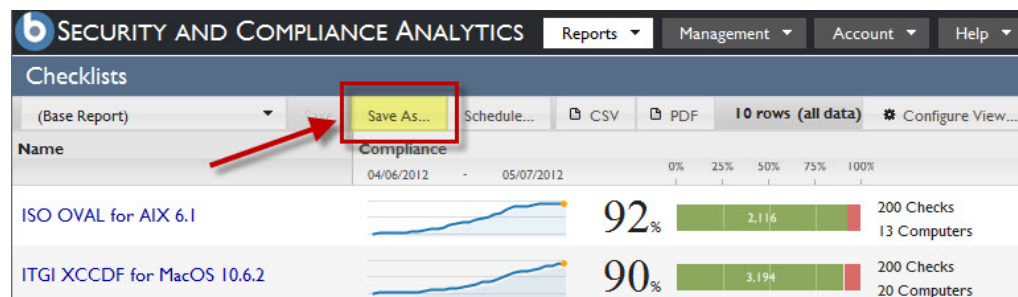 b SECURITY AND COMPLIANCE ANALYTICS Reports Management Account Help
Checklists
(Base Report) Save Save As... Schedule... CSV PDF 10 rows (all data) Configure View...
Name Compliance
04/06/2012 - 05/07/2012 0% 25% 50% 75% 100%
ISO OVAL for AIX 6.1 92% 2,116 200 Checks
13 Computers
ITGI XCCDF for MacOS 10.6.2 90% 3,194 200 Checks
20 Computers